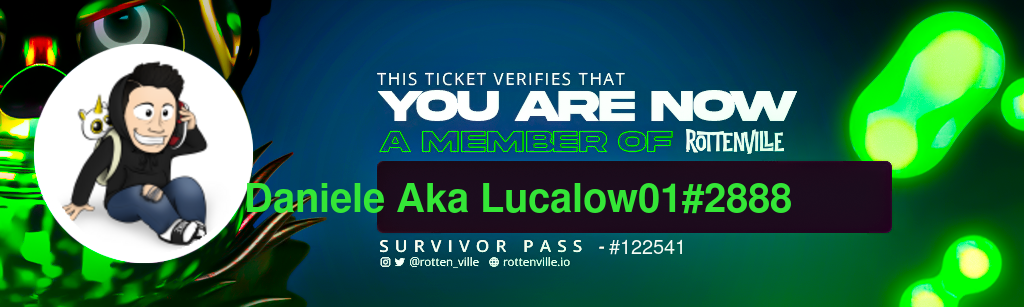 THIS TICKET VERIFIES THAT
YOU ARE NOW
A MEMBER OF ROTTENVILLE
Daniele Aka Lucalow01#2888
SURVIVOR PASS - #122541
@rotten_ville rottenville.io